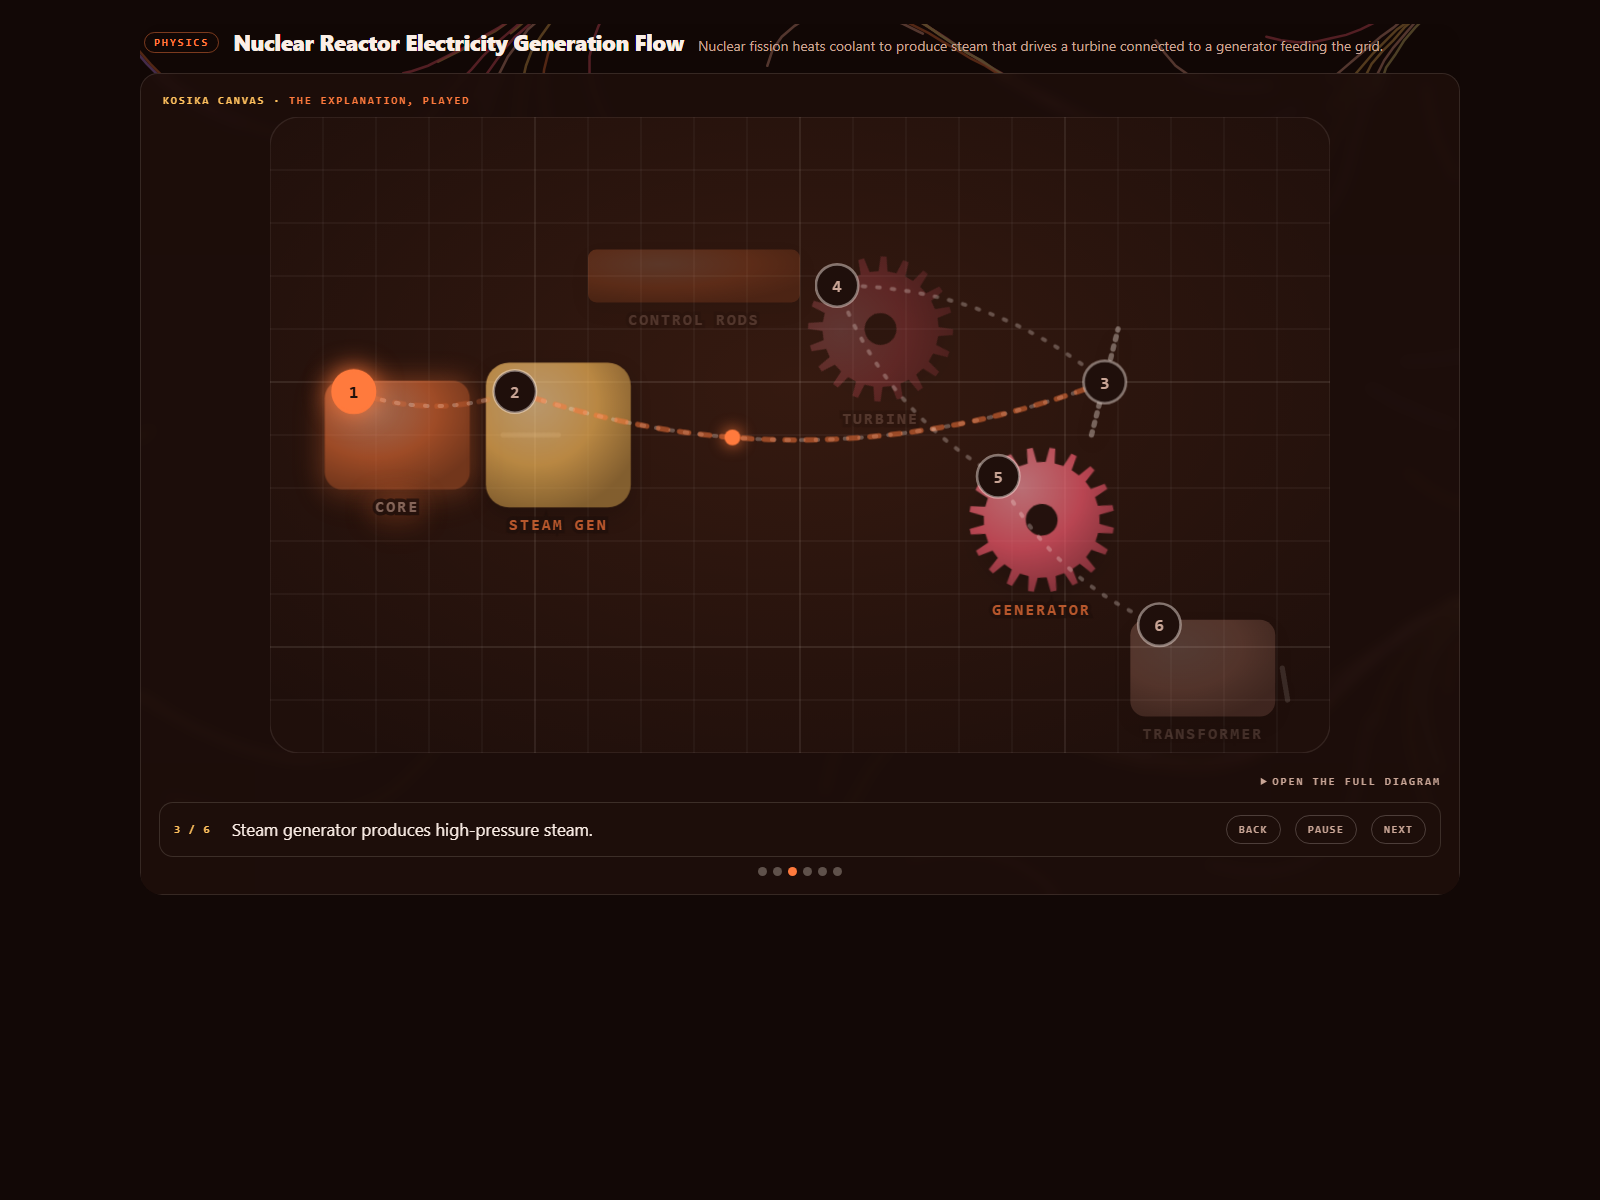 PHYSICS
Nuclear Reactor Electricity Generation Flow
Nuclear fission heats coolant to produce steam that drives a turbine connected to a generator feeding the grid.
KOSIKA CANVAS · THE EXPLANATION, PLAYED
CONTROL RODS
4
TURBINE
3
1
CORE
2
STEAM GEN
5
GENERATOR
6
TRANSFORMER
OPEN THE FULL DIAGRAM
3 / 6
Steam generator produces high-pressure steam.
BACK
PAUSE
NEXT